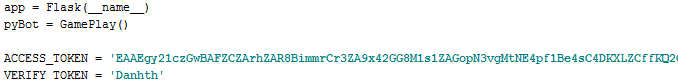 app = Flask(__name__)
pyBot = GamePlay()
ACCESS_TOKEN = 'EAAEgy21czGwBAFZCZArhZAR8BimmrCr3ZA9x42GG8M1s1ZAGopN3vgMtNE4pf1Be4sC4DKXLZCffKQ2
VERIFY_TOKEN = 'Danhth'